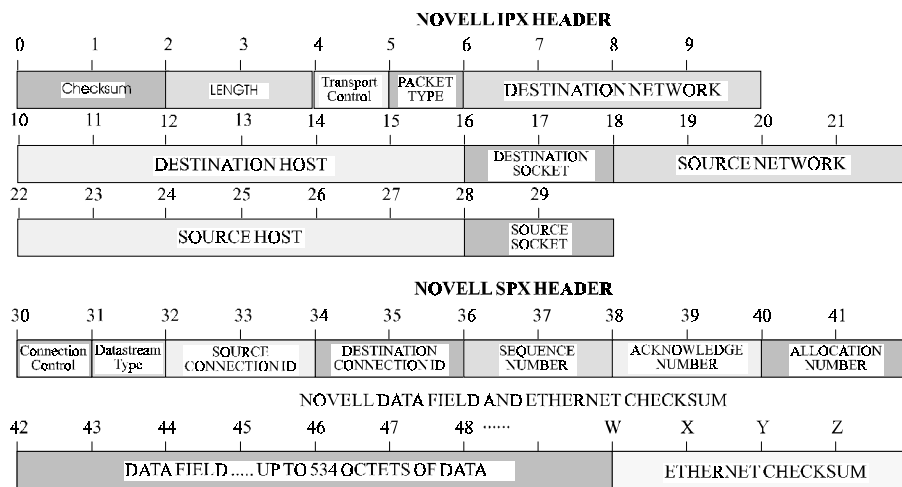 NOVELL IPX HEADER
0 1 2 3 4 5 6 7 8 9
Checksum LENGTH Transport Control PACKET TYPE DESTINATION NETWORK
10 11 12 13 14 15 16 17 18 19 20 21
DESTINATION HOST DESTINATION SOCKET SOURCE NETWORK
22 23 24 25 26 27 28 29
SOURCE HOST SOURCE SOCKET
NOVELL SPX HEADER
30 31 32 33 34 35 36 37 38 39 40 41
Connection Control Datastream Type SOURCE CONNECTION ID DESTINATION CONNECTION ID SEQUENCE NUMBER ACKNOWLEDGE NUMBER ALLOCATION NUMBER
NOVELL DATA FIELD AND ETHERNET CHECKSUM
42 43 44 45 46 47 48 ...... W X Y Z
DATA FIELD ..... UP TO 534 OCTETS OF DATA ETHERNET CHECKSUM